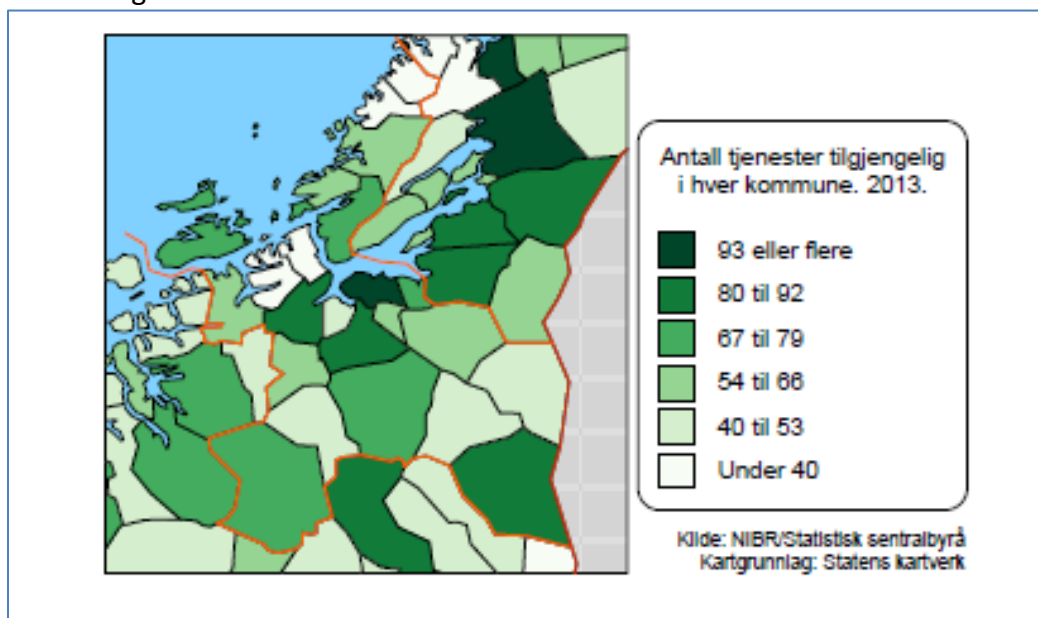 Antall tjenester tilgjengelig
i hver kommune. 2013.
93 eller flere
80 til 92
67 til 79
54 til 66
40 til 53
Under 40
Kilde: NIBR/Statistisk sentralbyrå
Kartgrunnlag: Statens kartverk